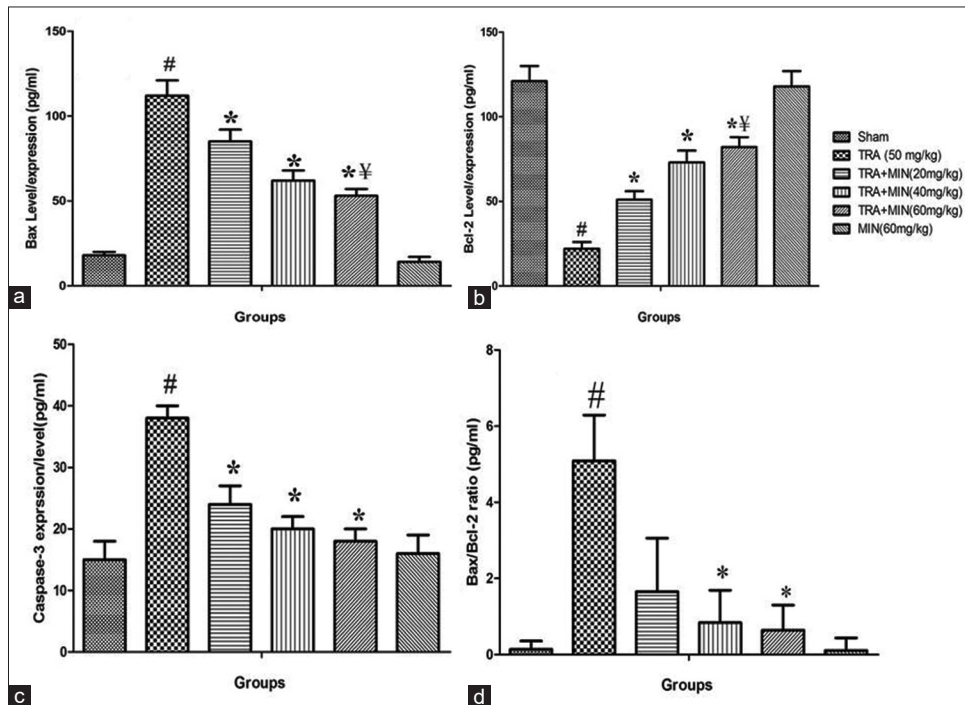 Bax Level/expression (pg/ml)
150
100
50
0
#
*
*
*¥
Groups
a
Bcl-2 Level/expression (pg/ml)
150
100
50
0
#
*
*
*¥
Groups
b
Sham
TRA (50 mg/kg)
TRA+MIN(20mg/kg)
TRA+MIN(40mg/kg)
TRA+MIN(60mg/kg)
MIN(60mg/kg)
Caspase-3 exprssion/level(pg/ml)
50
40
30
20
10
0
#
*
*
*
Groups
c
Bax/Bcl-2 ratio (pg/ml)
8
6
4
2
0
#
*
*
Groups
d